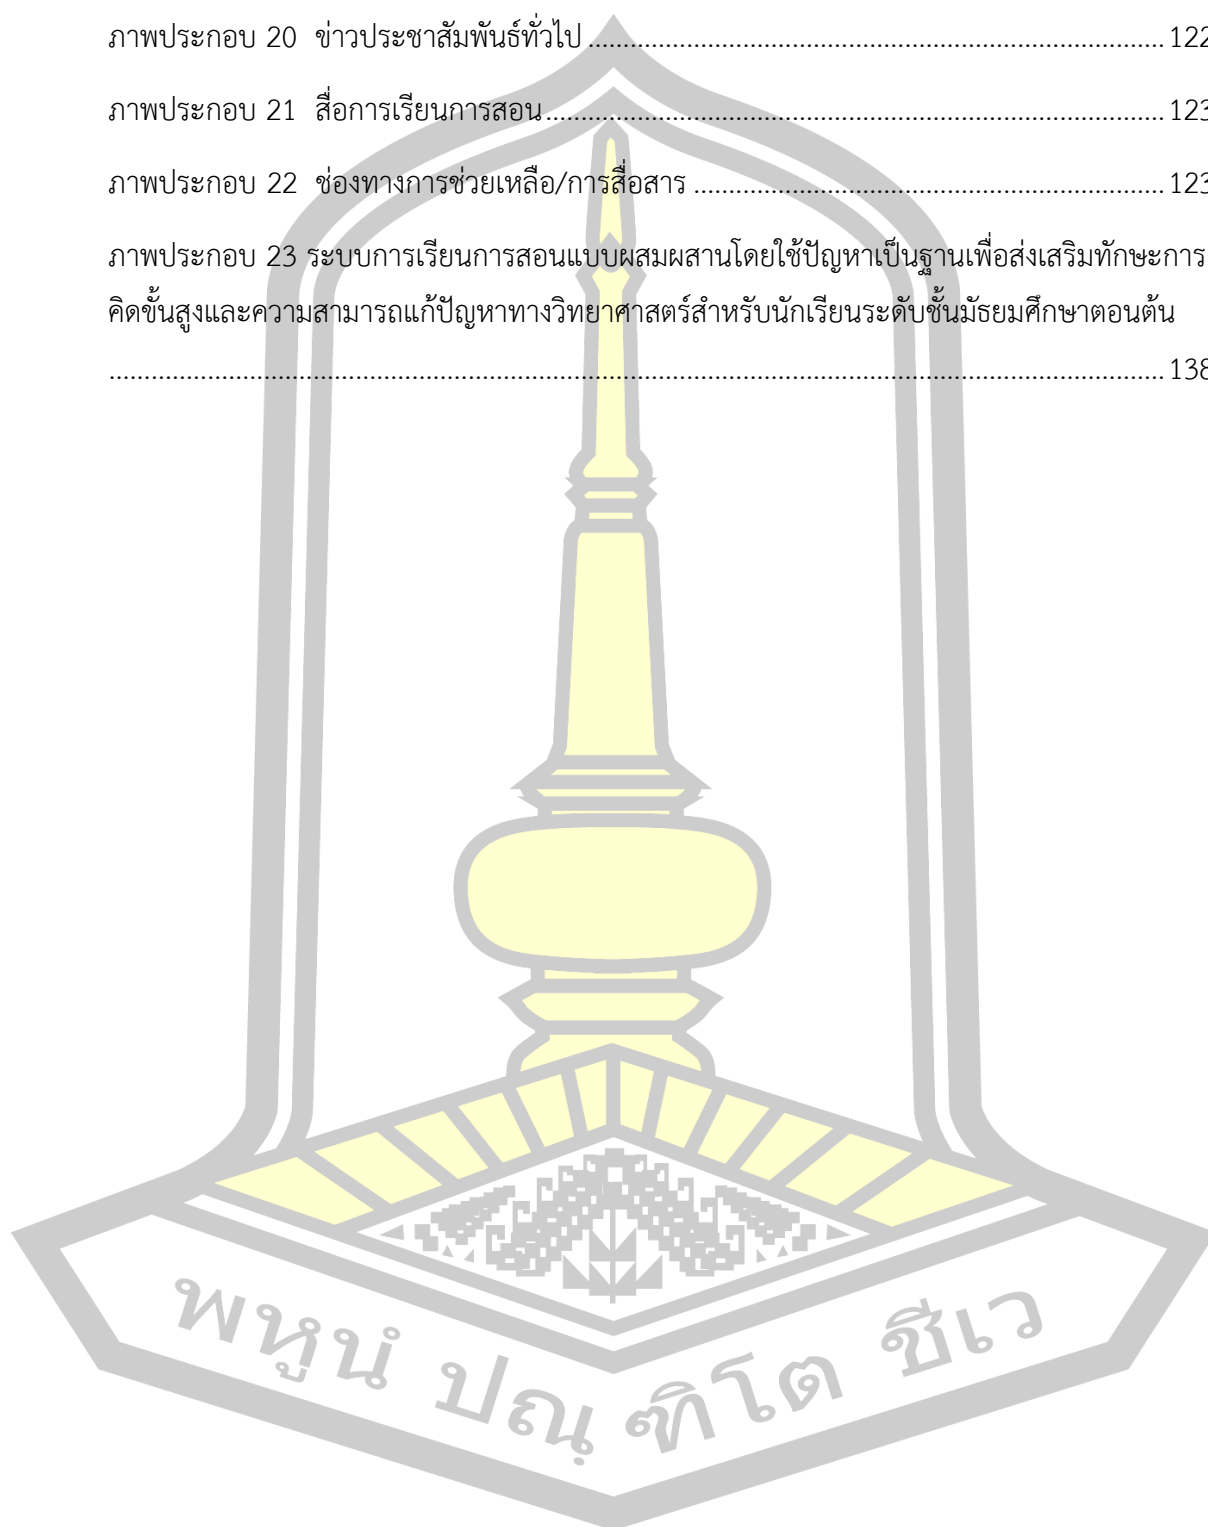 ภาพประกอบ 20 ข่าวประชาสัมพันธ์ทั่วไป ................................................................................. 122
ภาพประกอบ 21 สื่อการเรียนการสอน....................................................................................... 123
ภาพประกอบ 22 ช่องทางการช่วยเหลือ/การสื่อสาร .................................................................. 123
ภาพประกอบ 23 ระบบการเรียนการสอนแบบผสมผสานโดยใช้ปัญหาเป็นฐานเพื่อส่งเสริมทักษะการ
คิดขั้นสูงและความสามารถแก้ปัญหาทางวิทยาศาสตร์สำหรับนักเรียนระดับชั้นมัธยมศึกษาตอนต้น
.................................................................................................................................................... 138
พหูนํ ปณฺฑิโต ชีเว